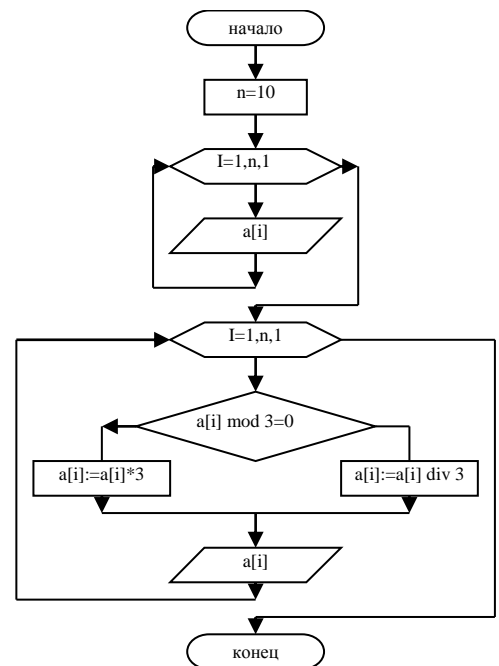 начало
n=10
I=1,n,1
a[i]
I=1,n,1
a[i] mod 3=0
a[i]:=a[i]*3
a[i]:=a[i] div 3
a[i]
конец